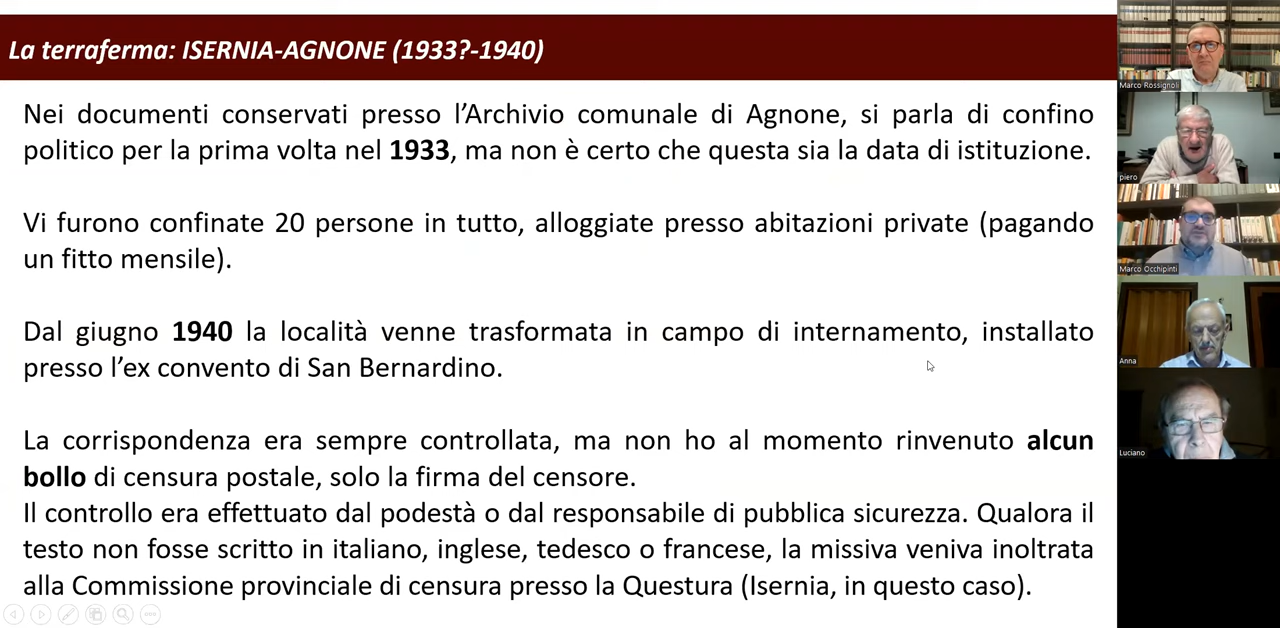 La terraferma: ISERNIA-AGNONE (1933?-1940)
Nei documenti conservati presso l'Archivio comunale di Agnone, si parla di confino
politico per la prima volta nel 1933, ma non è certo che questa sia la data di istituzione.
Vi furono confinate 20 persone in tutto, alloggiate presso abitazioni private (pagando
un fitto mensile).
Dal giugno 1940 la località venne trasformata in campo di internamento, installato
presso l'ex convento di San Bernardino.
La corrispondenza era sempre controllata, ma non ho al momento rinvenuto alcun
bollo di censura postale, solo la firma del censore.
Il controllo era effettuato dal podestà o dal responsabile di pubblica sicurezza. Qualora il
testo non fosse scritto in italiano, inglese, tedesco o francese, la missiva veniva inoltrata
alla Commissione provinciale di censura presso la Questura (Isernia, in questo caso).
Marco Rossignoli
piero
Marco Occhipinti
Anna
Luciano